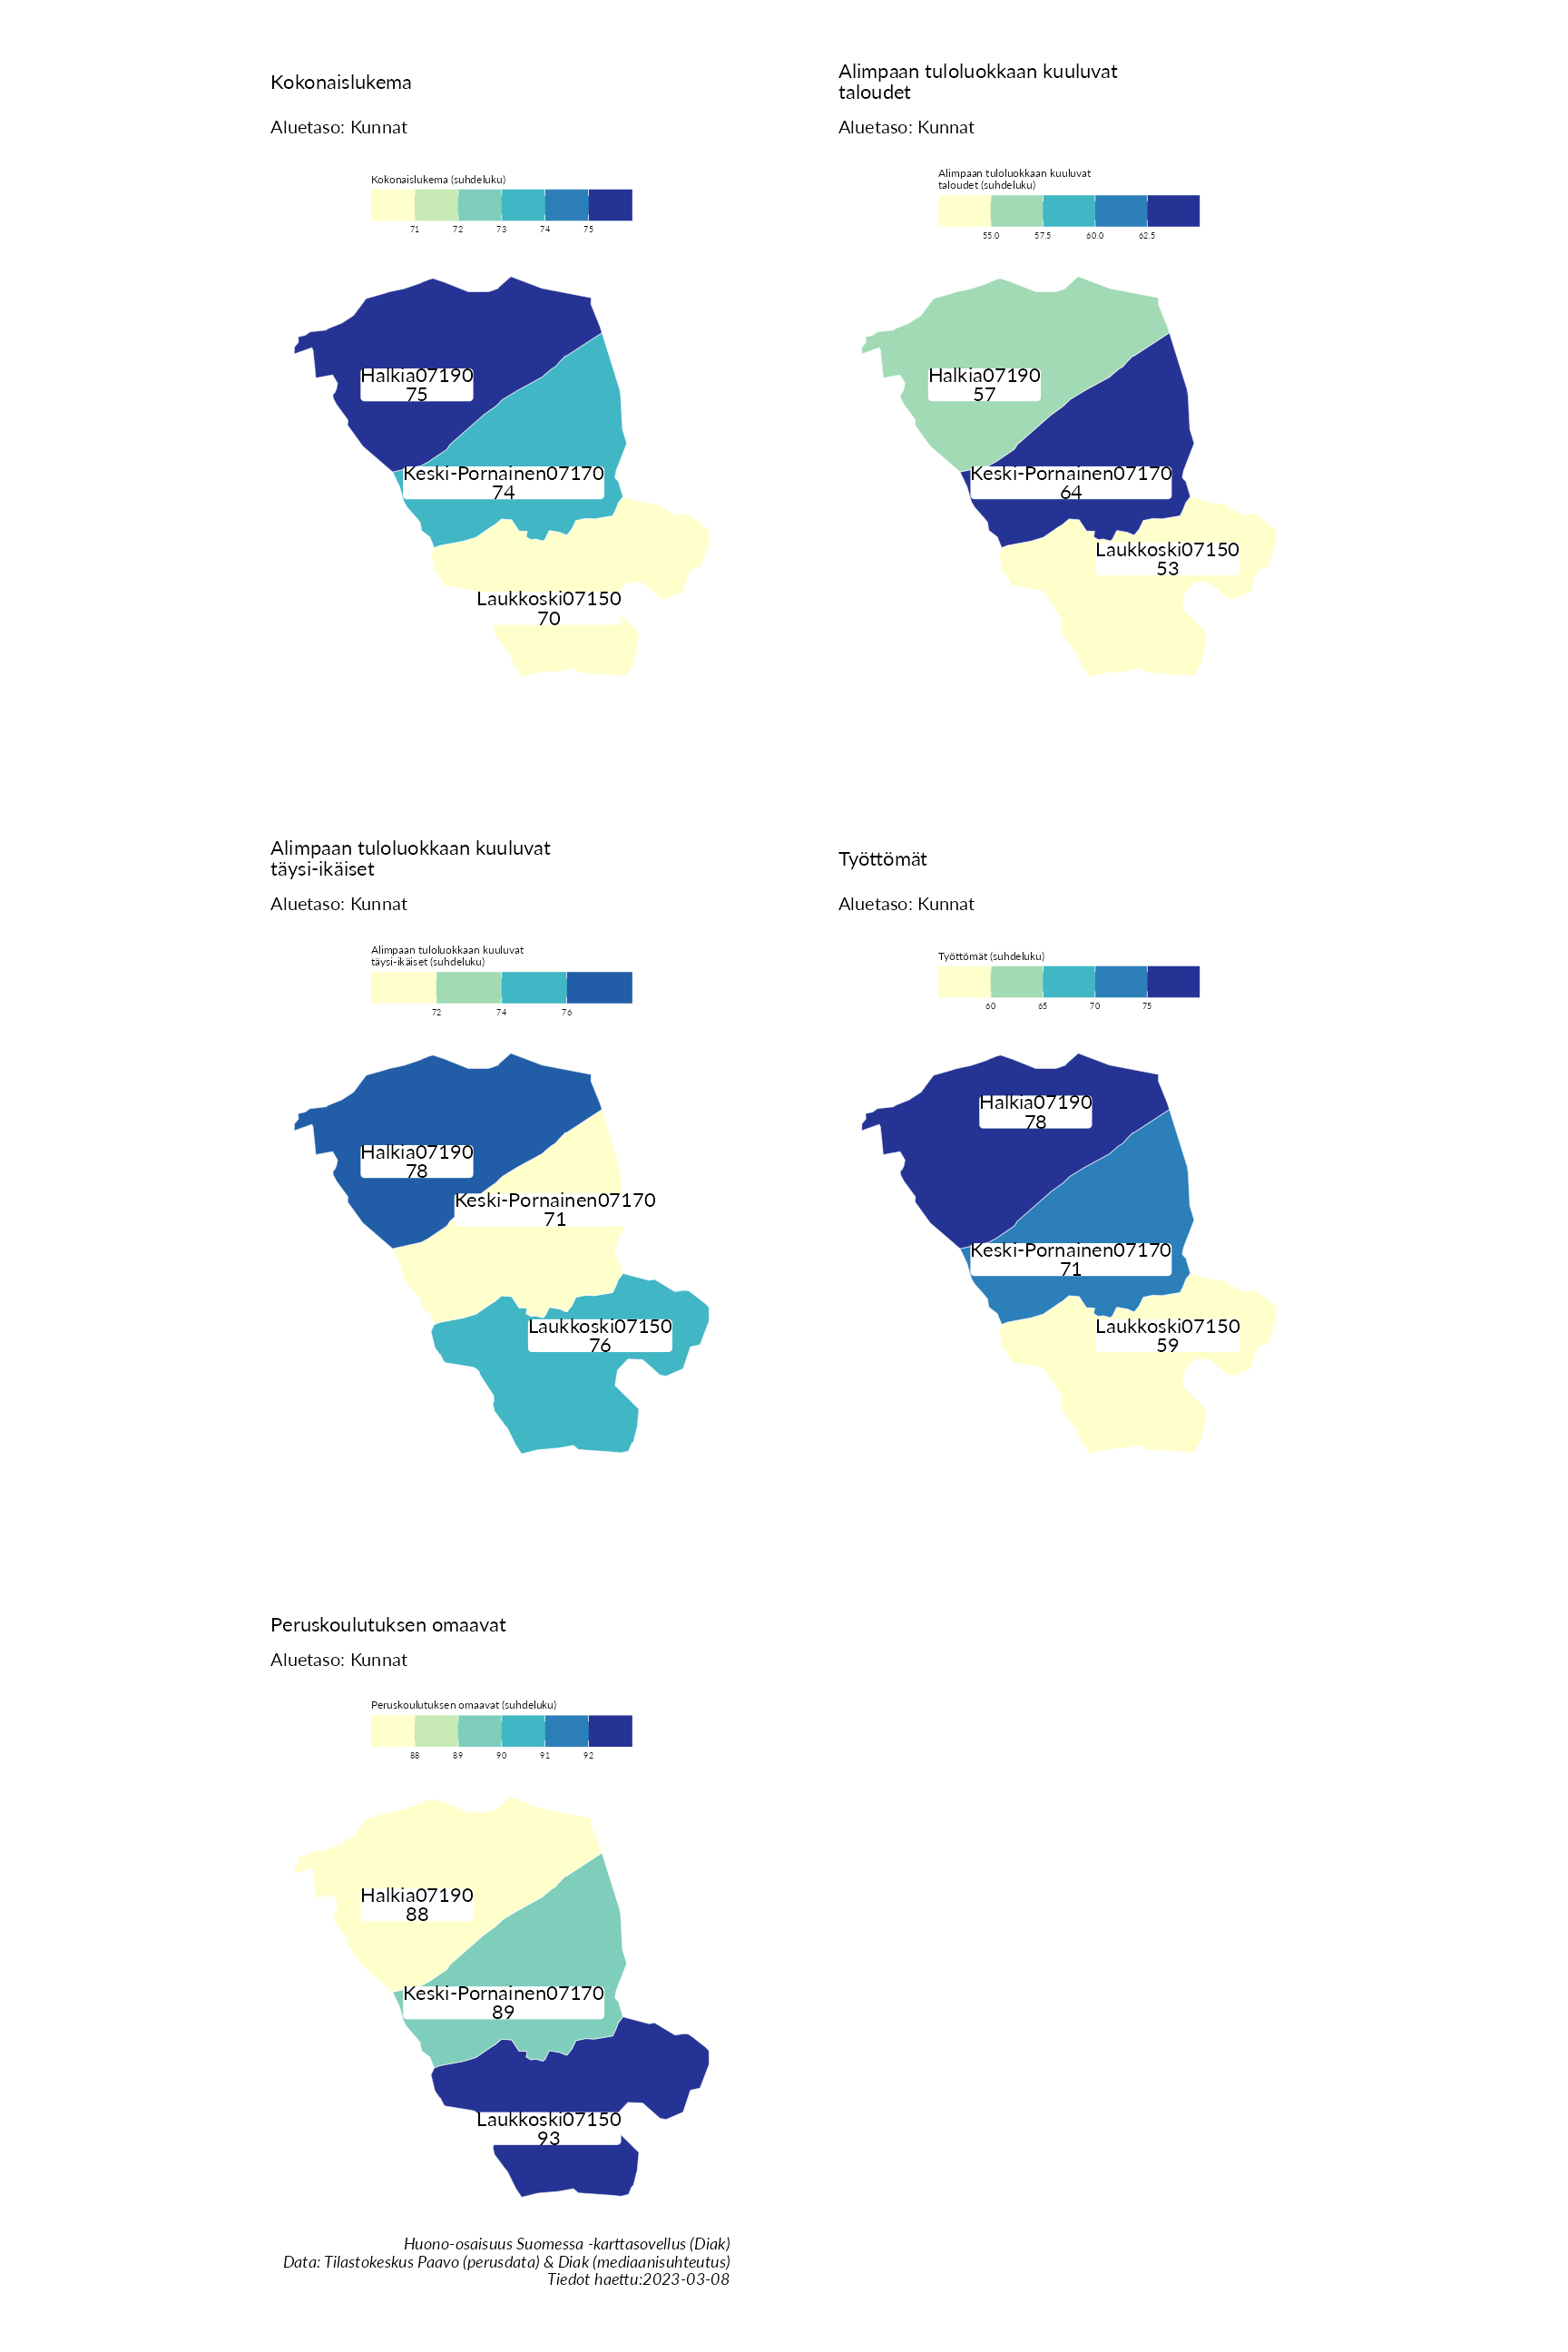 Kokonaislukema
Aluetaso: Kunnat
Kokonaislukema (suhdeluku)
71 72 73 74 75
Halkia07190
75
Keski-Pornainen07170
74
Laukkoski07150
70
Alimpaan tuloluokkaan kuuluvat
taloudet
Aluetaso: Kunnat
Alimpaan tuloluokkaan kuuluvat
taloudet (suhdeluku)
55.0 57.5 60.0 62.5
Halkia07190
57
Keski-Pornainen07170
64
Laukkoski07150
53
Alimpaan tuloluokkaan kuuluvat
täysi-ikäiset
Aluetaso: Kunnat
Alimpaan tuloluokkaan kuuluvat
täysi-ikäiset (suhdeluku)
72 74 76
Halkia07190
78
Keski-Pornainen07170
71
Laukkoski07150
76
Työttömät
Aluetaso: Kunnat
Työttömät (suhdeluku)
60 65 70 75
Halkia07190
78
Keski-Pornainen07170
71
Laukkoski07150
59
Peruskoulutuksen omaavat
Aluetaso: Kunnat
Peruskoulutuksen omaavat (suhdeluku)
88 89 90 91 92
Halkia07190
88
Keski-Pornainen07170
89
Laukkoski07150
93
Huono-osaisuus Suomessa -karttasovellus (Diak)
Data: Tilastokeskus Paavo (perusdata) & Diak (mediaanisuhteutus)
Tiedot haettu:2023-03-08